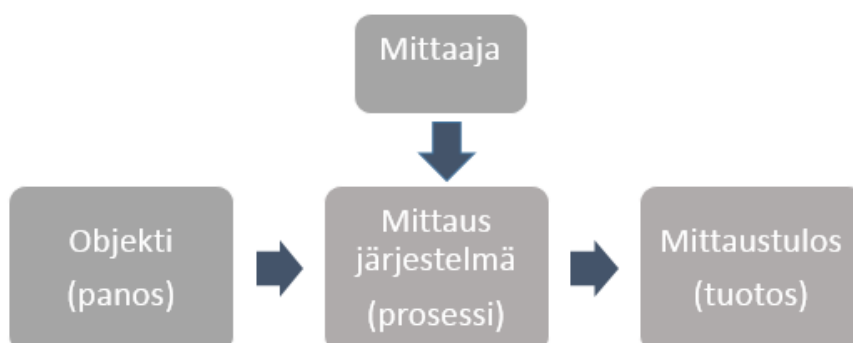 Mittaaja
Objekti
(panos)
Mittaus
järjestelmä
(prosessi)
Mittaustulos
(tuotos)